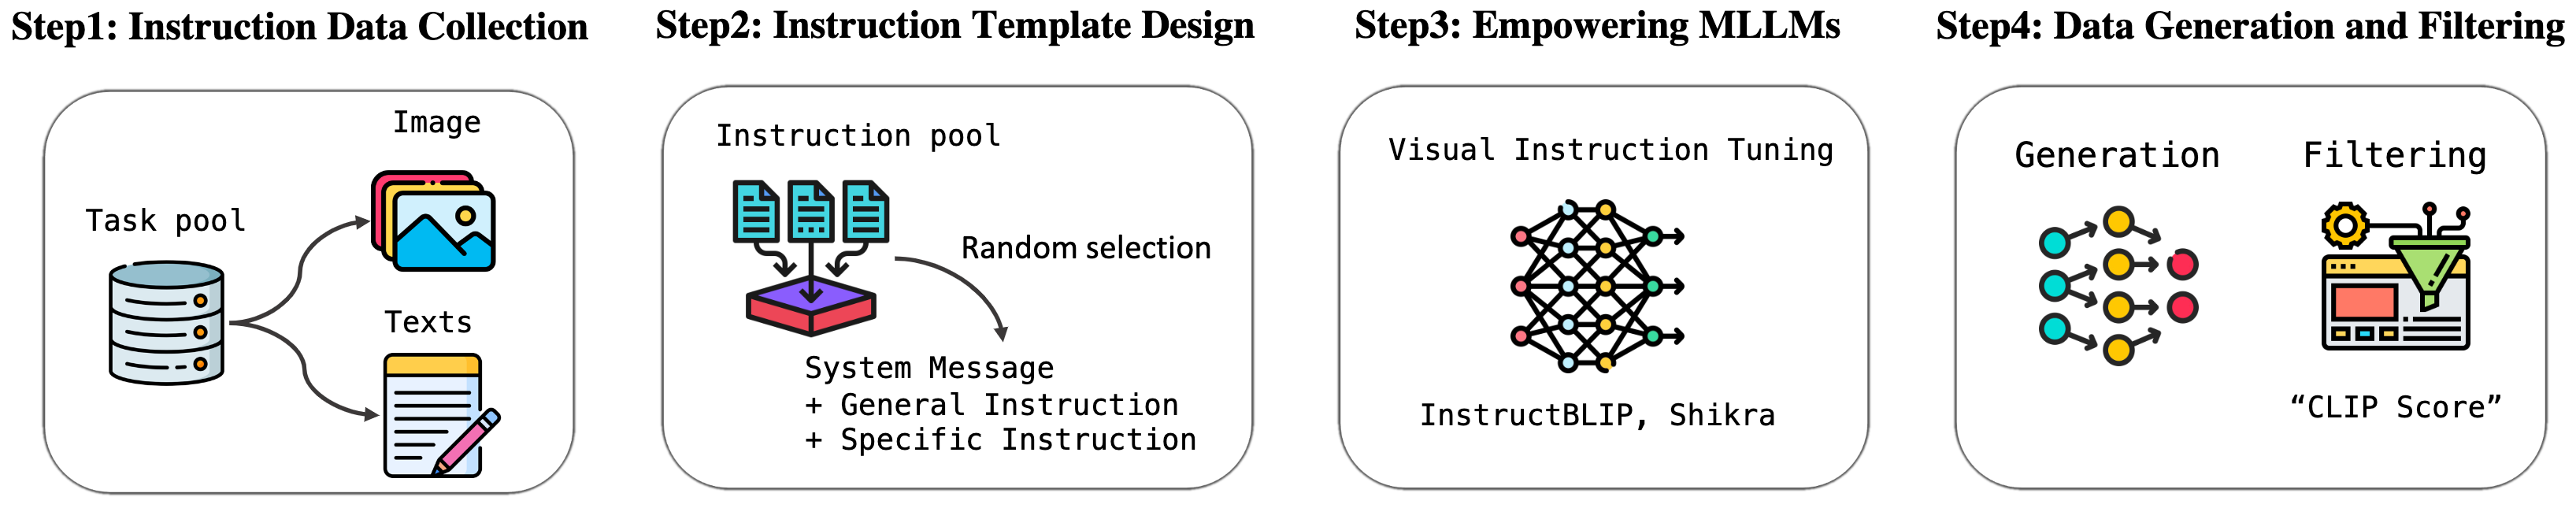 Step1: Instruction Data Collection
Image
Task pool
Texts
Step2: Instruction Template Design
Instruction pool
Random selection
System Message
+ General Instruction
+ Specific Instruction
Step3: Empowering MLLMs
Visual Instruction Tuning
InstructBLIP, Shikra
Step4: Data Generation and Filtering
Generation
Filtering
“CLIP Score”